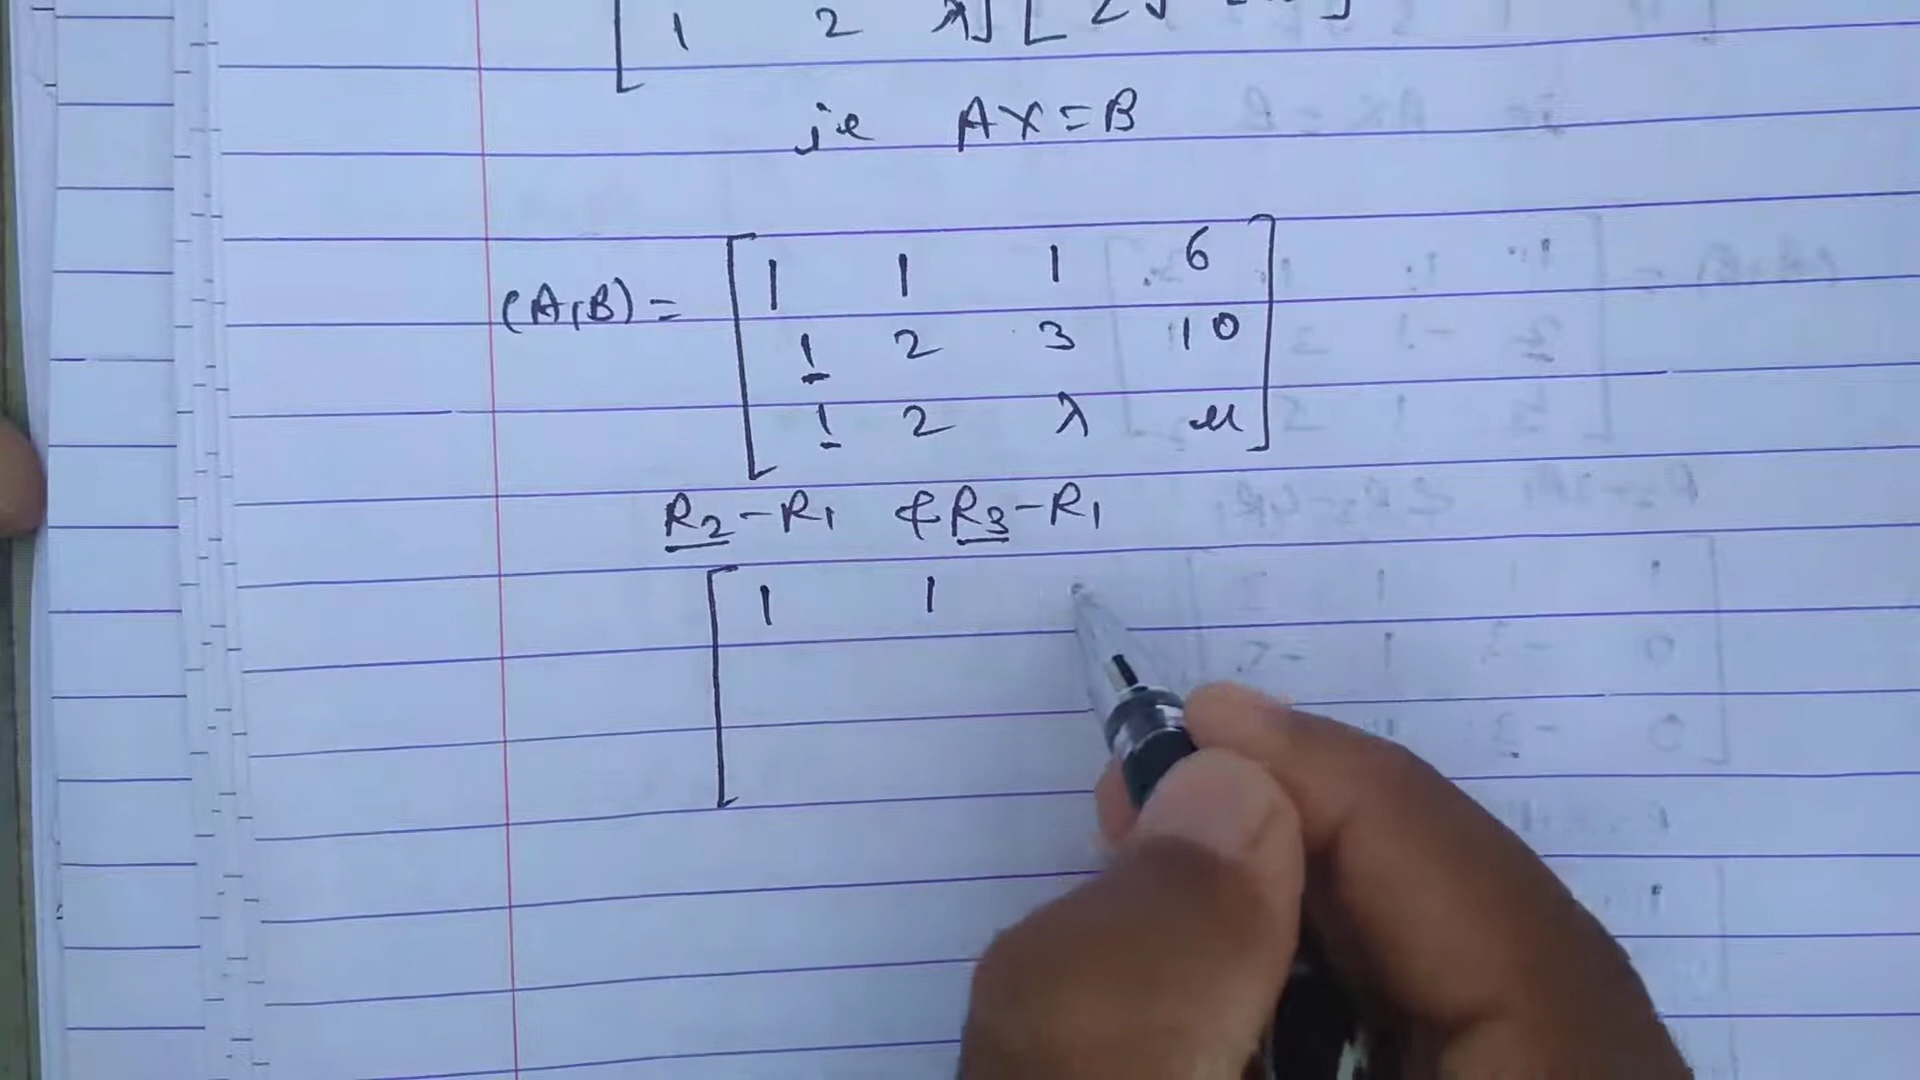 1 2 λ
ie AX=B
(A,B) = 1 1 1 6
1 2 3 10
1 2 λ μ
R2-R1 & R3-R1
1 1